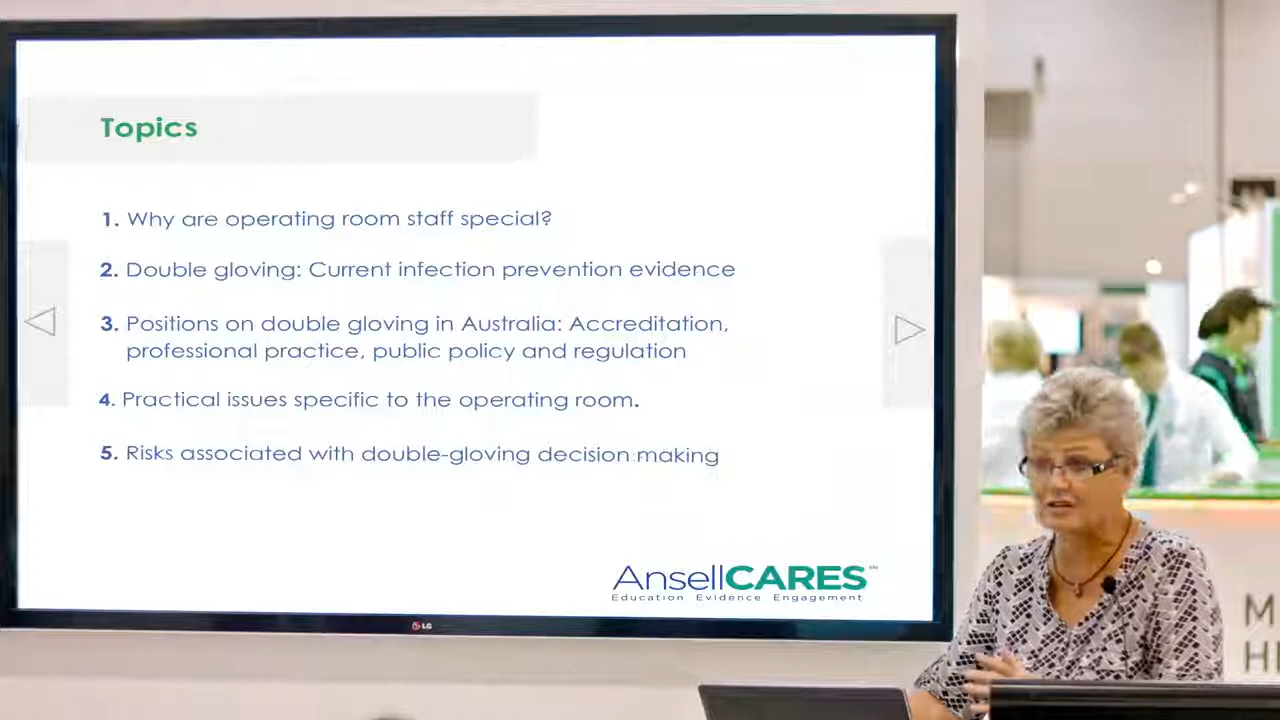 Topics
1. Why are operating room staff special?
2. Double gloving: Current infection prevention evidence
3. Positions on double gloving in Australia: Accreditation,
professional practice, public policy and regulation
4. Practical issues specific to the operating room.
5. Risks associated with double-gloving decision making
AnsellCARES™
Education Evidence Engagement
LG